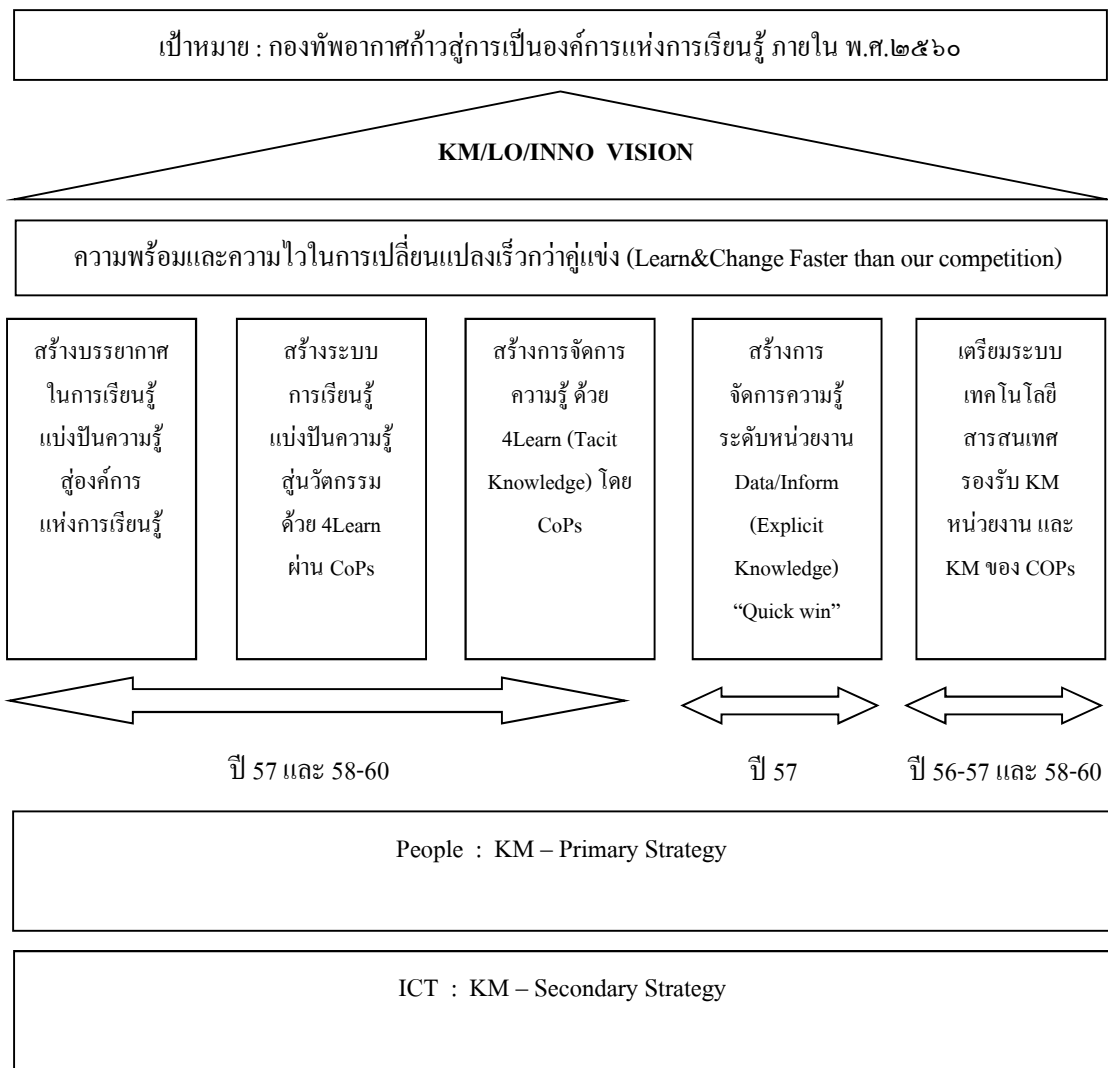 เป้าหมาย : กองทัพอากาศก้าวสู่การเป็นองค์การแห่งการเรียนรู้ ภายใน พ.ศ.๒๕๖๐
KM/LO/INNO VISION
ความพร้อมและความไวในการเปลี่ยนแปลงเร็วกว่าคู่แข่ง (Learn&Change Faster than our competition)
สร้างบรรยากาศ
ในการเรียนรู้
แบ่งปันความรู้
สู่องค์การ
แห่งการเรียนรู้
สร้างระบบ
การเรียนรู้
แบ่งปันความรู้
สู่นวัตกรรม
ด้วย 4Learn
ผ่าน CoPs
สร้างการจัดการ
ความรู้ ด้วย
4Learn (Tacit
Knowledge) โดย
CoPs
สร้างการ
จัดการความรู้
ระดับหน่วยงาน
Data/Inform
(Explicit
Knowledge)
“Quick win”
เตรียมระบบ
เทคโนโลยี
สารสนเทศ
รองรับ KM
หน่วยงาน และ
KM ของ COPs
ปี 57 และ 58-60
ปี 57
ปี 56-57 และ 58-60
People : KM – Primary Strategy
ICT : KM – Secondary Strategy